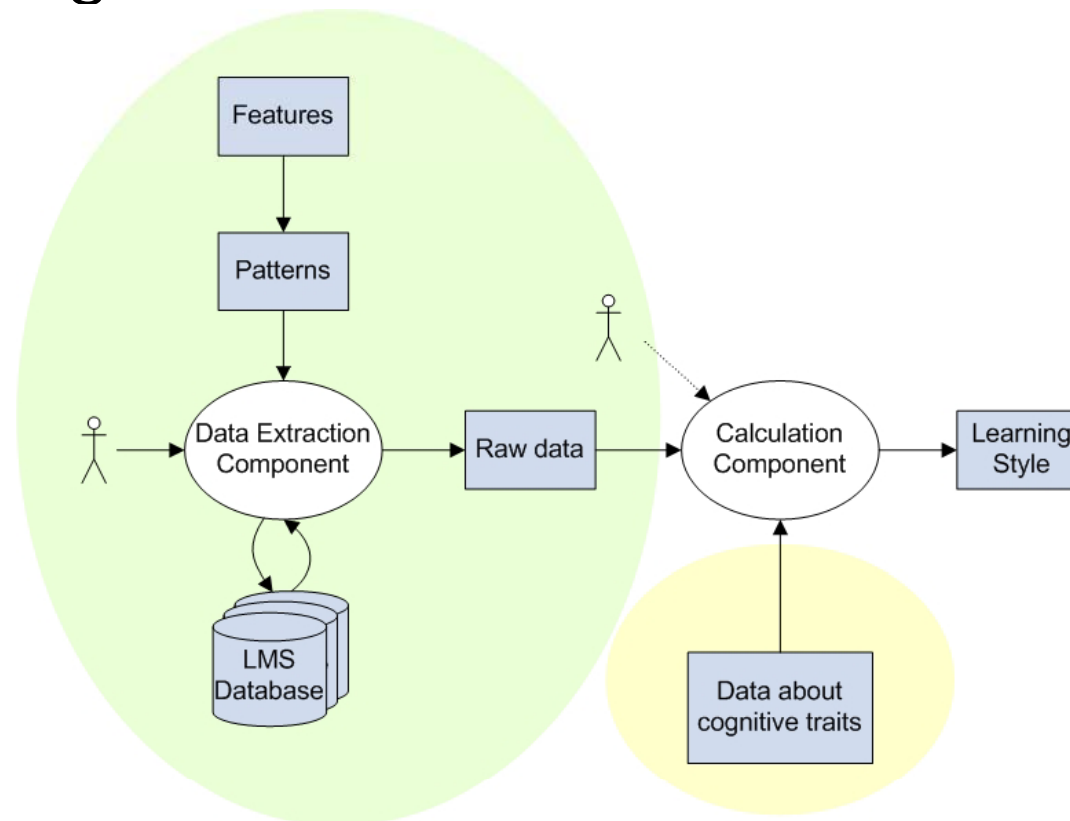 Features
Patterns
Data Extraction
Component
Raw data
Calculation
Component
Learning
Style
LMS
Database
Data about
cognitive traits